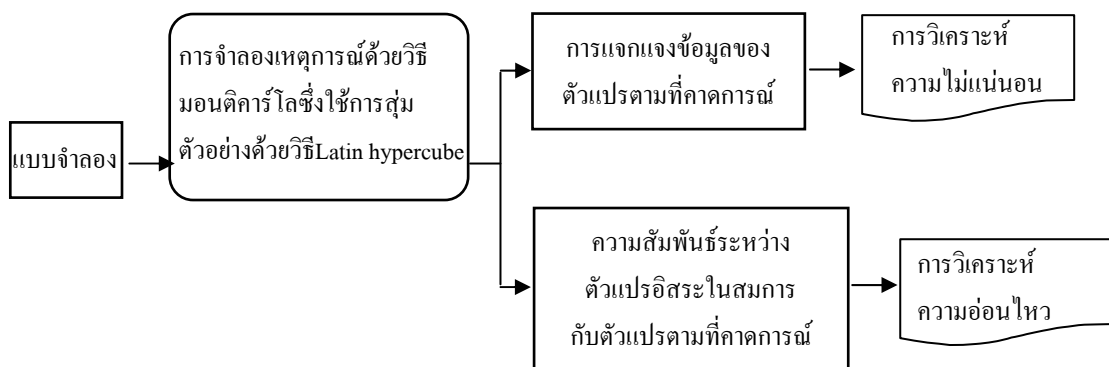 แบบจำลอง
การจำลองเหตุการณ์ด้วยวิธี
มอนติคาร์โลซึ่งใช้การสุ่ม
ตัวอย่างด้วยวิธีLatin hypercube
การแจกแจงข้อมูลของ
ตัวแปรตามที่คาดการณ์
การวิเคราะห์
ความไม่แน่นอน
ความสัมพันธ์ระหว่าง
ตัวแปรอิสระในสมการ
กับตัวแปรตามที่คาดการณ์
การวิเคราะห์
ความอ่อนไหว